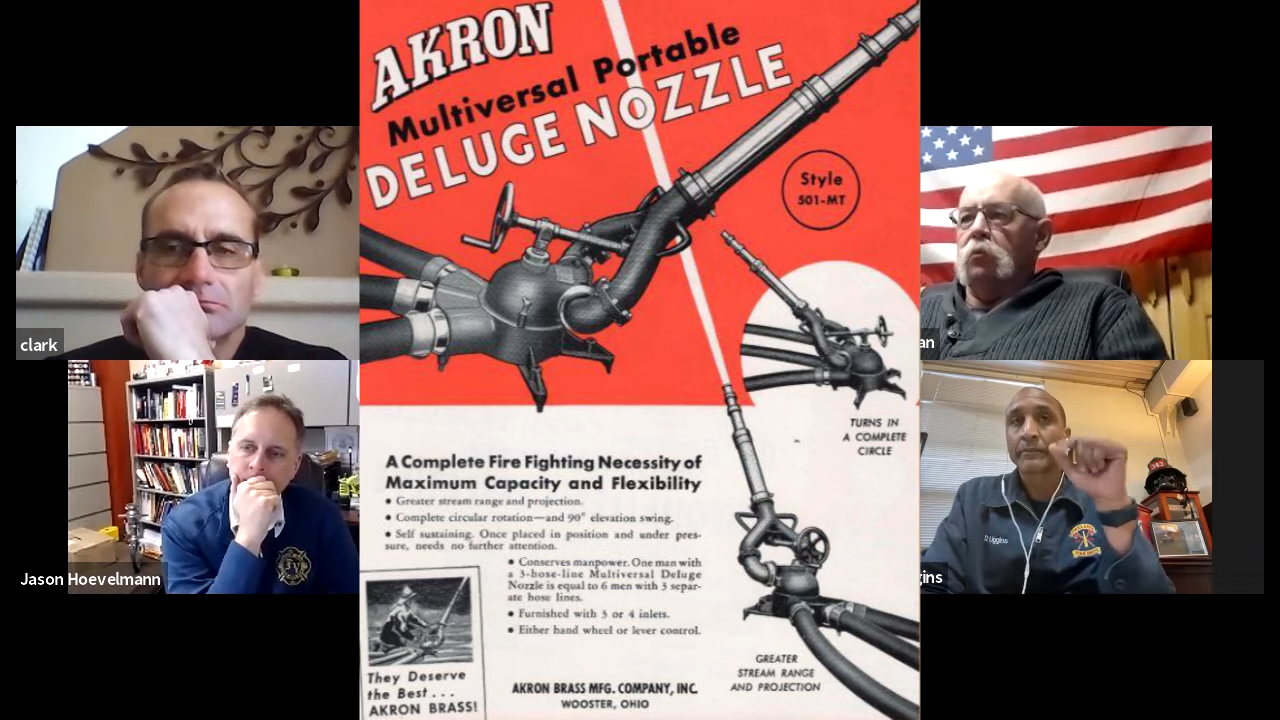 AKRON
Multiversal Portable
DELUGE NOZZLE
Style
501-MT
TURNS IN
A COMPLETE
CIRCLE
A Complete Fire Fighting Necessity of
Maximum Capacity and Flexibility
• Greater stream range and projection.
• Complete circular rotation—and 90° elevation swing.
• Self sustaining. Once placed in position and under pres-
sure, needs no further attention.
• Conserves manpower. One man with
a 3-hose-line Multiversal Deluge
Nozzle is equal to 6 men with 3 separ-
ate hose lines.
• Furnished with 3 or 4 inlets.
• Either hand wheel or lever control.
They Deserve
the Best . . .
AKRON BRASS!
AKRON BRASS MFG. COMPANY, INC.
WOOSTER, OHIO
GREATER
STREAM RANGE
AND PROJECTION
clark
an
Jason Hoevelmann
D Liggins
gins